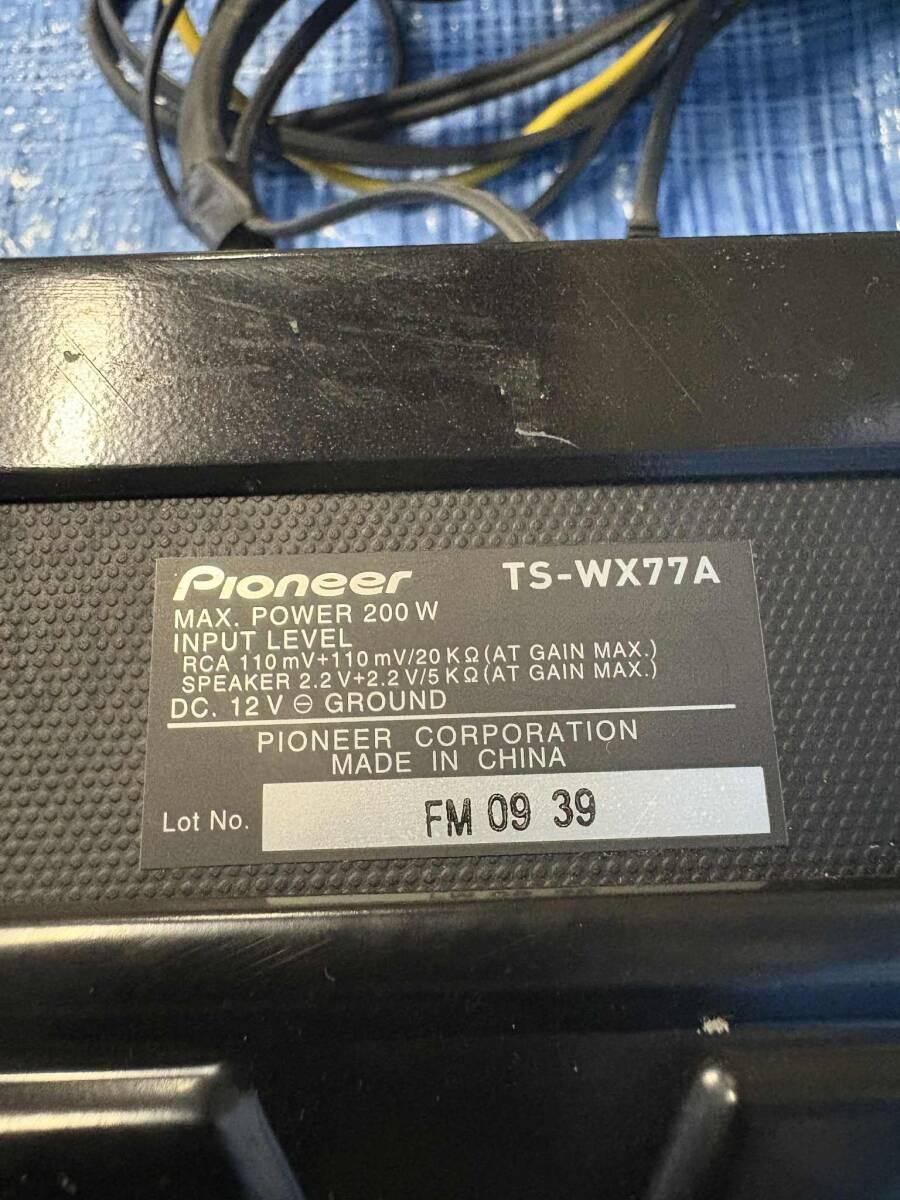 Pioneer TS-WX77A
MAX. POWER 200 W
INPUT LEVEL
RCA 110 mV+110 mV/20 KΩ (AT GAIN MAX.)
SPEAKER 2.2 V+2.2 V/5 KΩ (AT GAIN MAX.)
DC. 12 V ⊖ GROUND
PIONEER CORPORATION
MADE IN CHINA
Lot No. FM 09 39